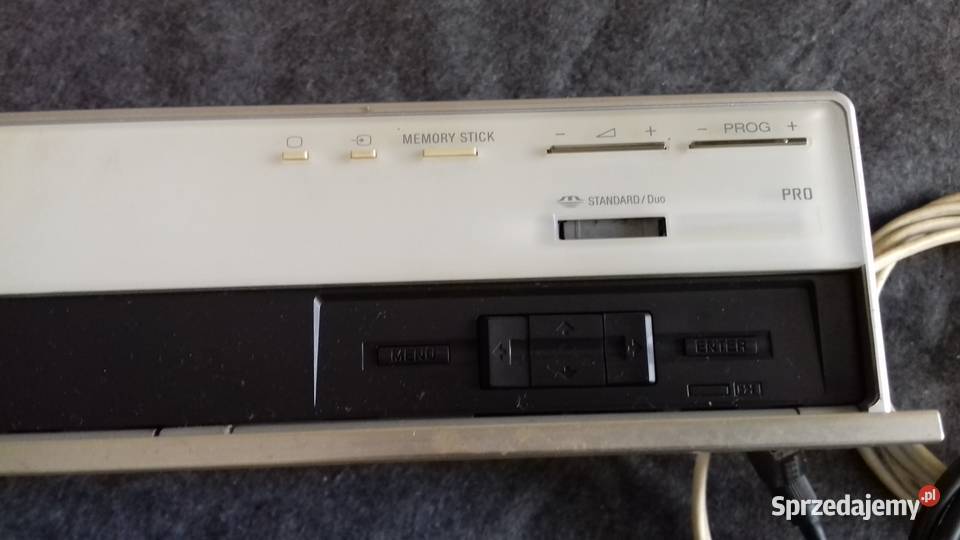 MEMORY STICK
- +
- PROG +
STANDARD/Duo
PRO
MENU
ENTER
Sprzedajemy.pl